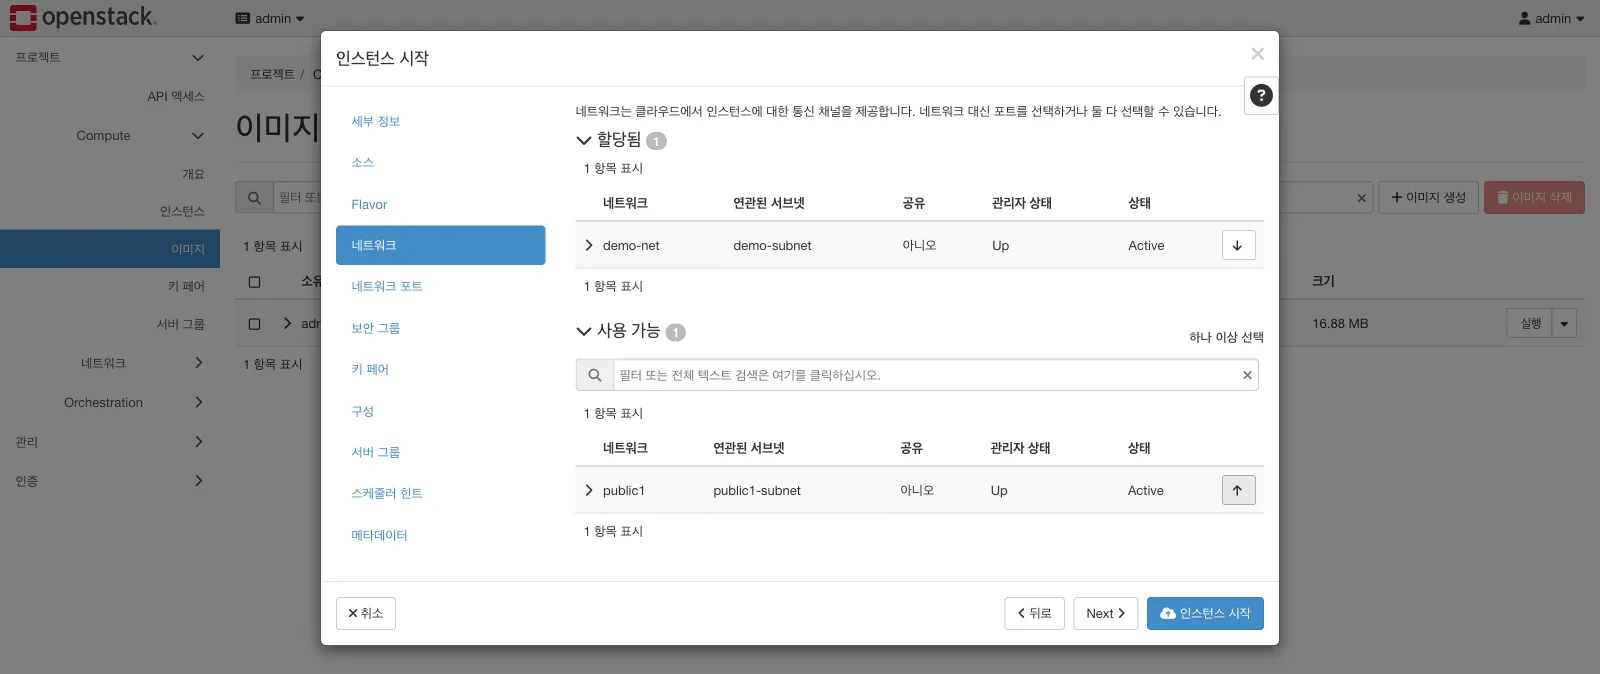 openstack.
admin
admin
프로젝트
API 액세스
Compute
개요
인스턴스
이미지
키 페어
서버 그룹
네트워크
Orchestration
관리
인증
프로젝트 /
이미지
필터 또는
이미지 생성
이미지 삭제
1 항목 표시
크기
16.88 MB
실행
1 항목 표시
인스턴스 시작
세부 정보
소스
Flavor
네트워크
네트워크 포트
보안 그룹
키 페어
구성
서버 그룹
스케줄러 힌트
메타데이터
네트워크는 클라우드에서 인스턴스에 대한 통신 채널을 제공합니다. 네트워크 대신 포트를 선택하거나 둘 다 선택할 수 있습니다.
할당됨 1
1 항목 표시
네트워크 연관된 서브넷 공유 관리자 상태 상태
demo-net demo-subnet 아니오 Up Active
1 항목 표시
사용 가능 1
하나 이상 선택
필터 또는 전체 텍스트 검색은 여기를 클릭하십시오.
1 항목 표시
네트워크 연관된 서브넷 공유 관리자 상태 상태
public1 public1-subnet 아니오 Up Active
1 항목 표시
취소
뒤로
Next
인스턴스 시작